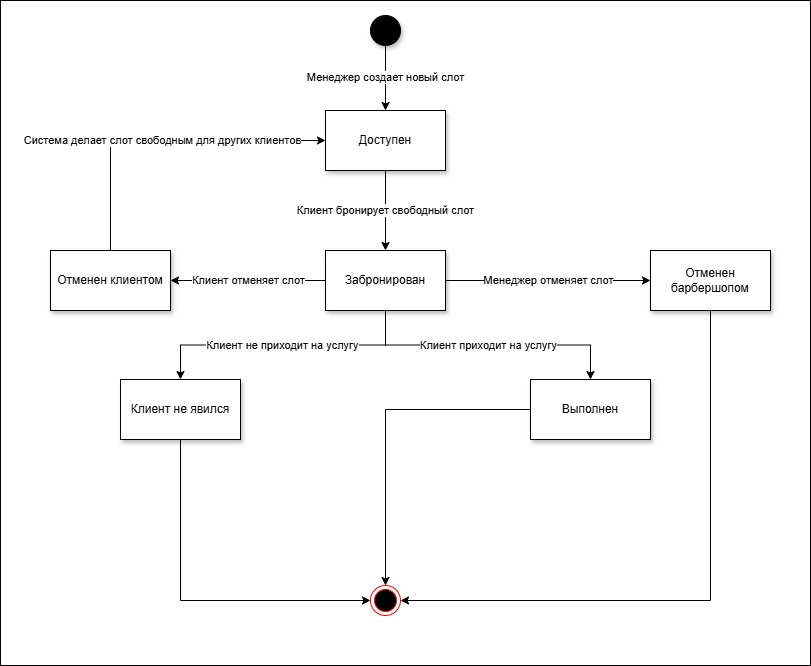 Менеджер создает новый слот
Система делает слот свободным для других клиентов
Доступен
Клиент бронирует свободный слот
Отменен клиентом
Клиент отменяет слот
Забронирован
Менеджер отменяет слот
Отменен
барбершопом
Клиент не приходит на услугу
Клиент приходит на услугу
Клиент не явился
Выполнен